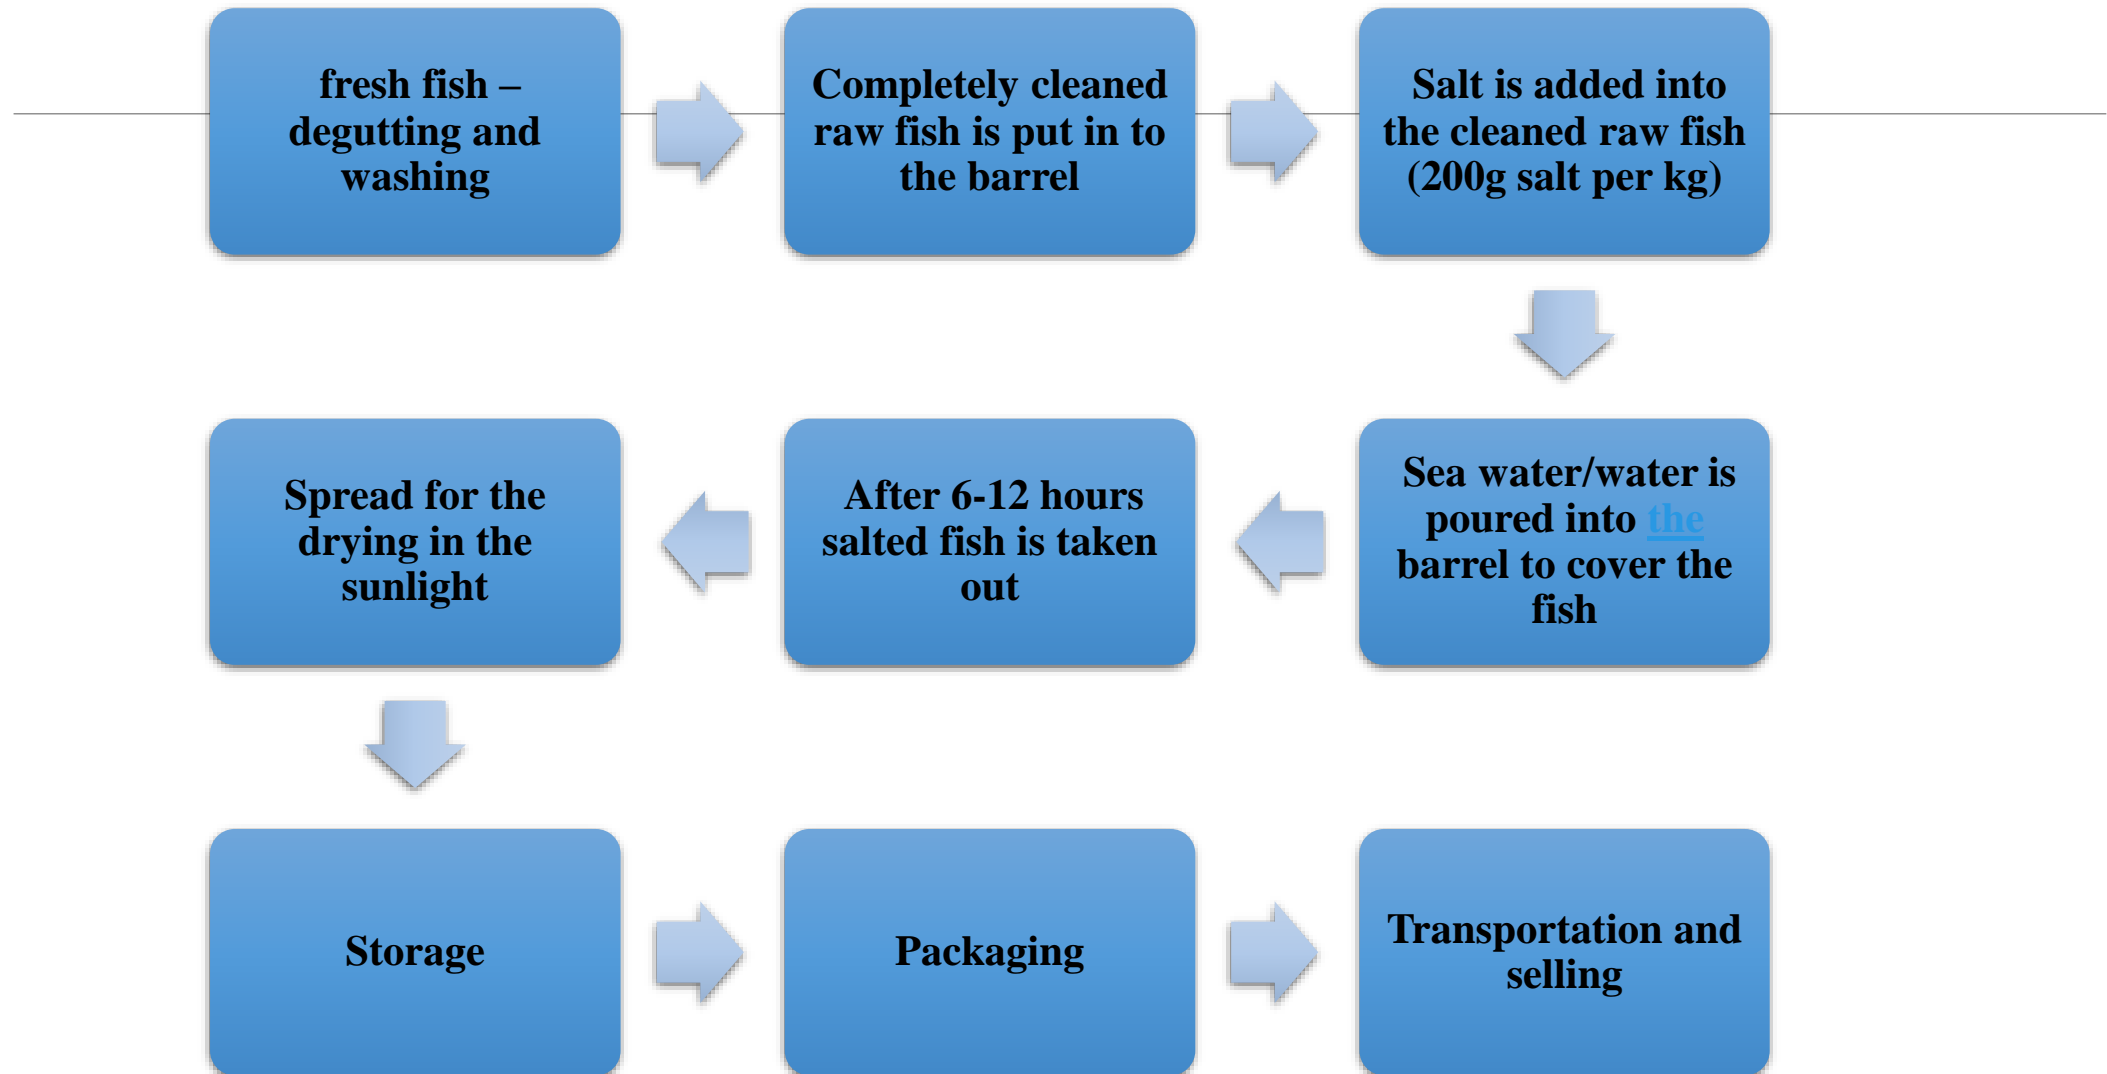 fresh fish –
degutting and
washing
Completely cleaned
raw fish is put in to
the barrel
Salt is added into
the cleaned raw fish
(200g salt per kg)
Sea water/water is
poured into the
barrel to cover the
fish
After 6-12 hours
salted fish is taken
out
Spread for the
drying in the
sunlight
Storage
Packaging
Transportation and
selling